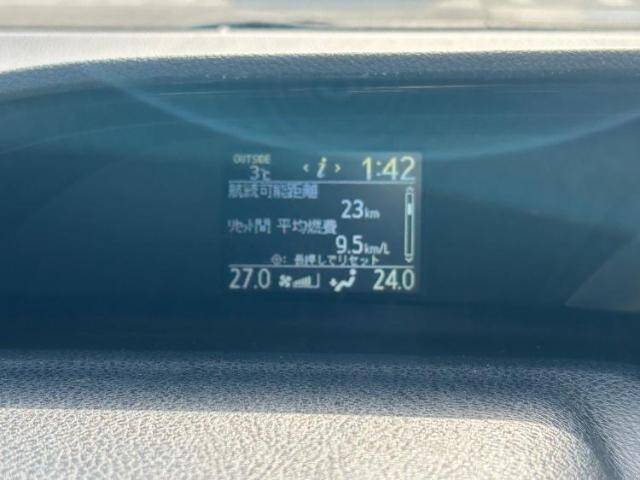 OUTSIDE
3℃ ‹ i › 1:42
航続可能距離
23km
リセット間 平均燃費
9.5km/L
: 長押しでリセット
27.0 24.0